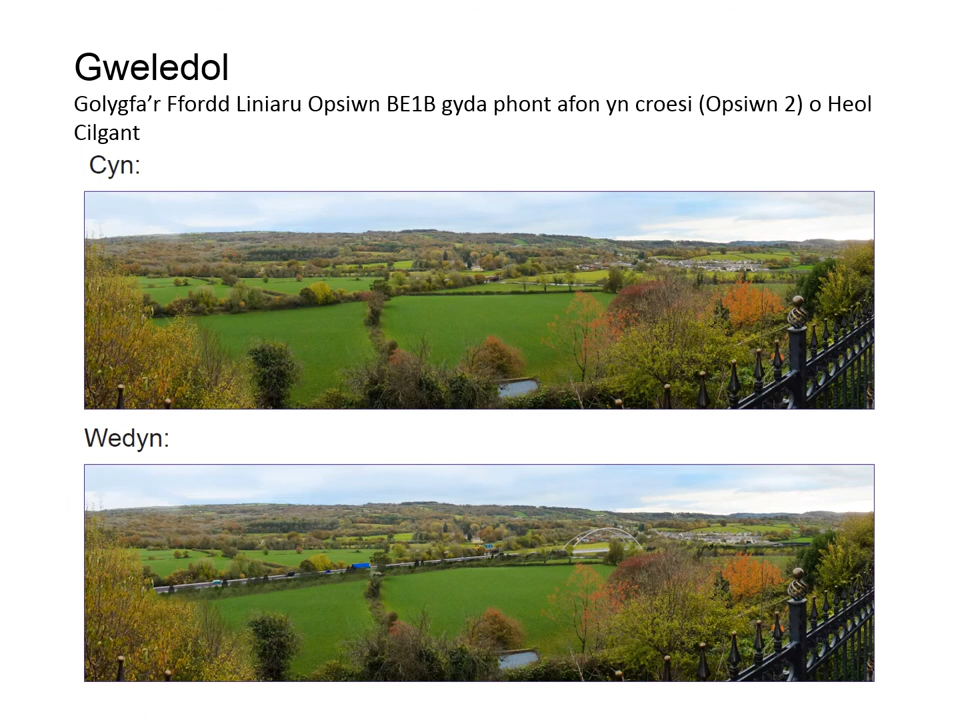 Gweledol
Golygfa’r Ffordd Liniaru Opsiwn BE1B gyda phont afon yn croesi (Opsiwn 2) o Heol
Cilgant
Cyn:
Wedyn: